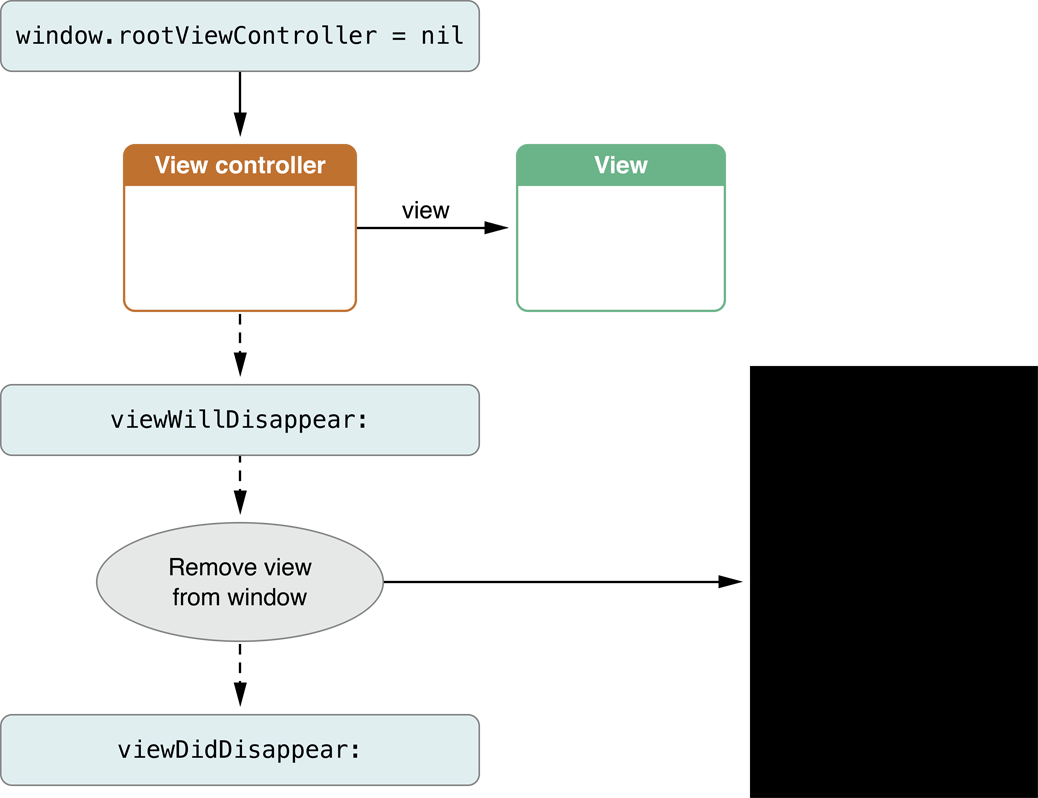 window.rootViewController = nil
View controller
View
view
viewWillDisappear:
Remove view
from window
viewDidDisappear: